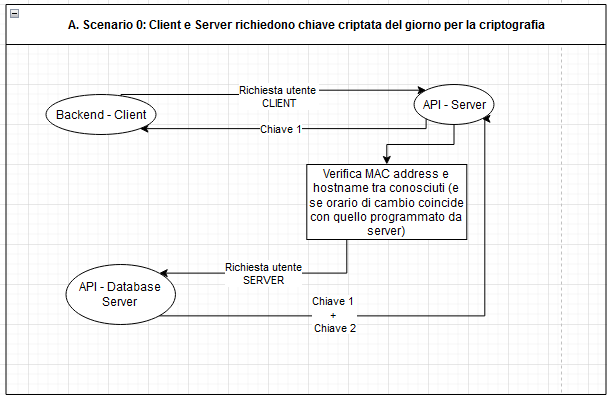 A. Scenario 0: Client e Server richiedono chiave criptata del giorno per la criptografia
Richiesta utente
CLIENT
Backend - Client
API - Server
Chiave 1
Verifica MAC address e
hostname tra conosciuti (e
se orario di cambio coincide
con quello programmato da
server)
Richiesta utente
SERVER
API - Database
Server
Chiave 1
+
Chiave 2